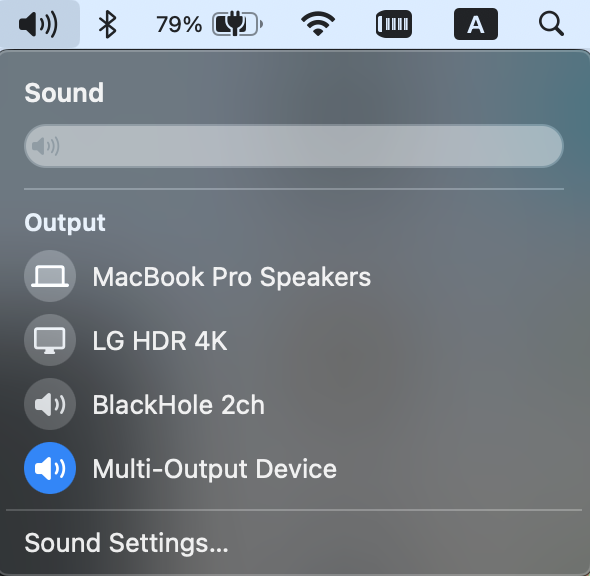 79%
A
Sound
Output
MacBook Pro Speakers
LG HDR 4K
BlackHole 2ch
Multi-Output Device
Sound Settings...